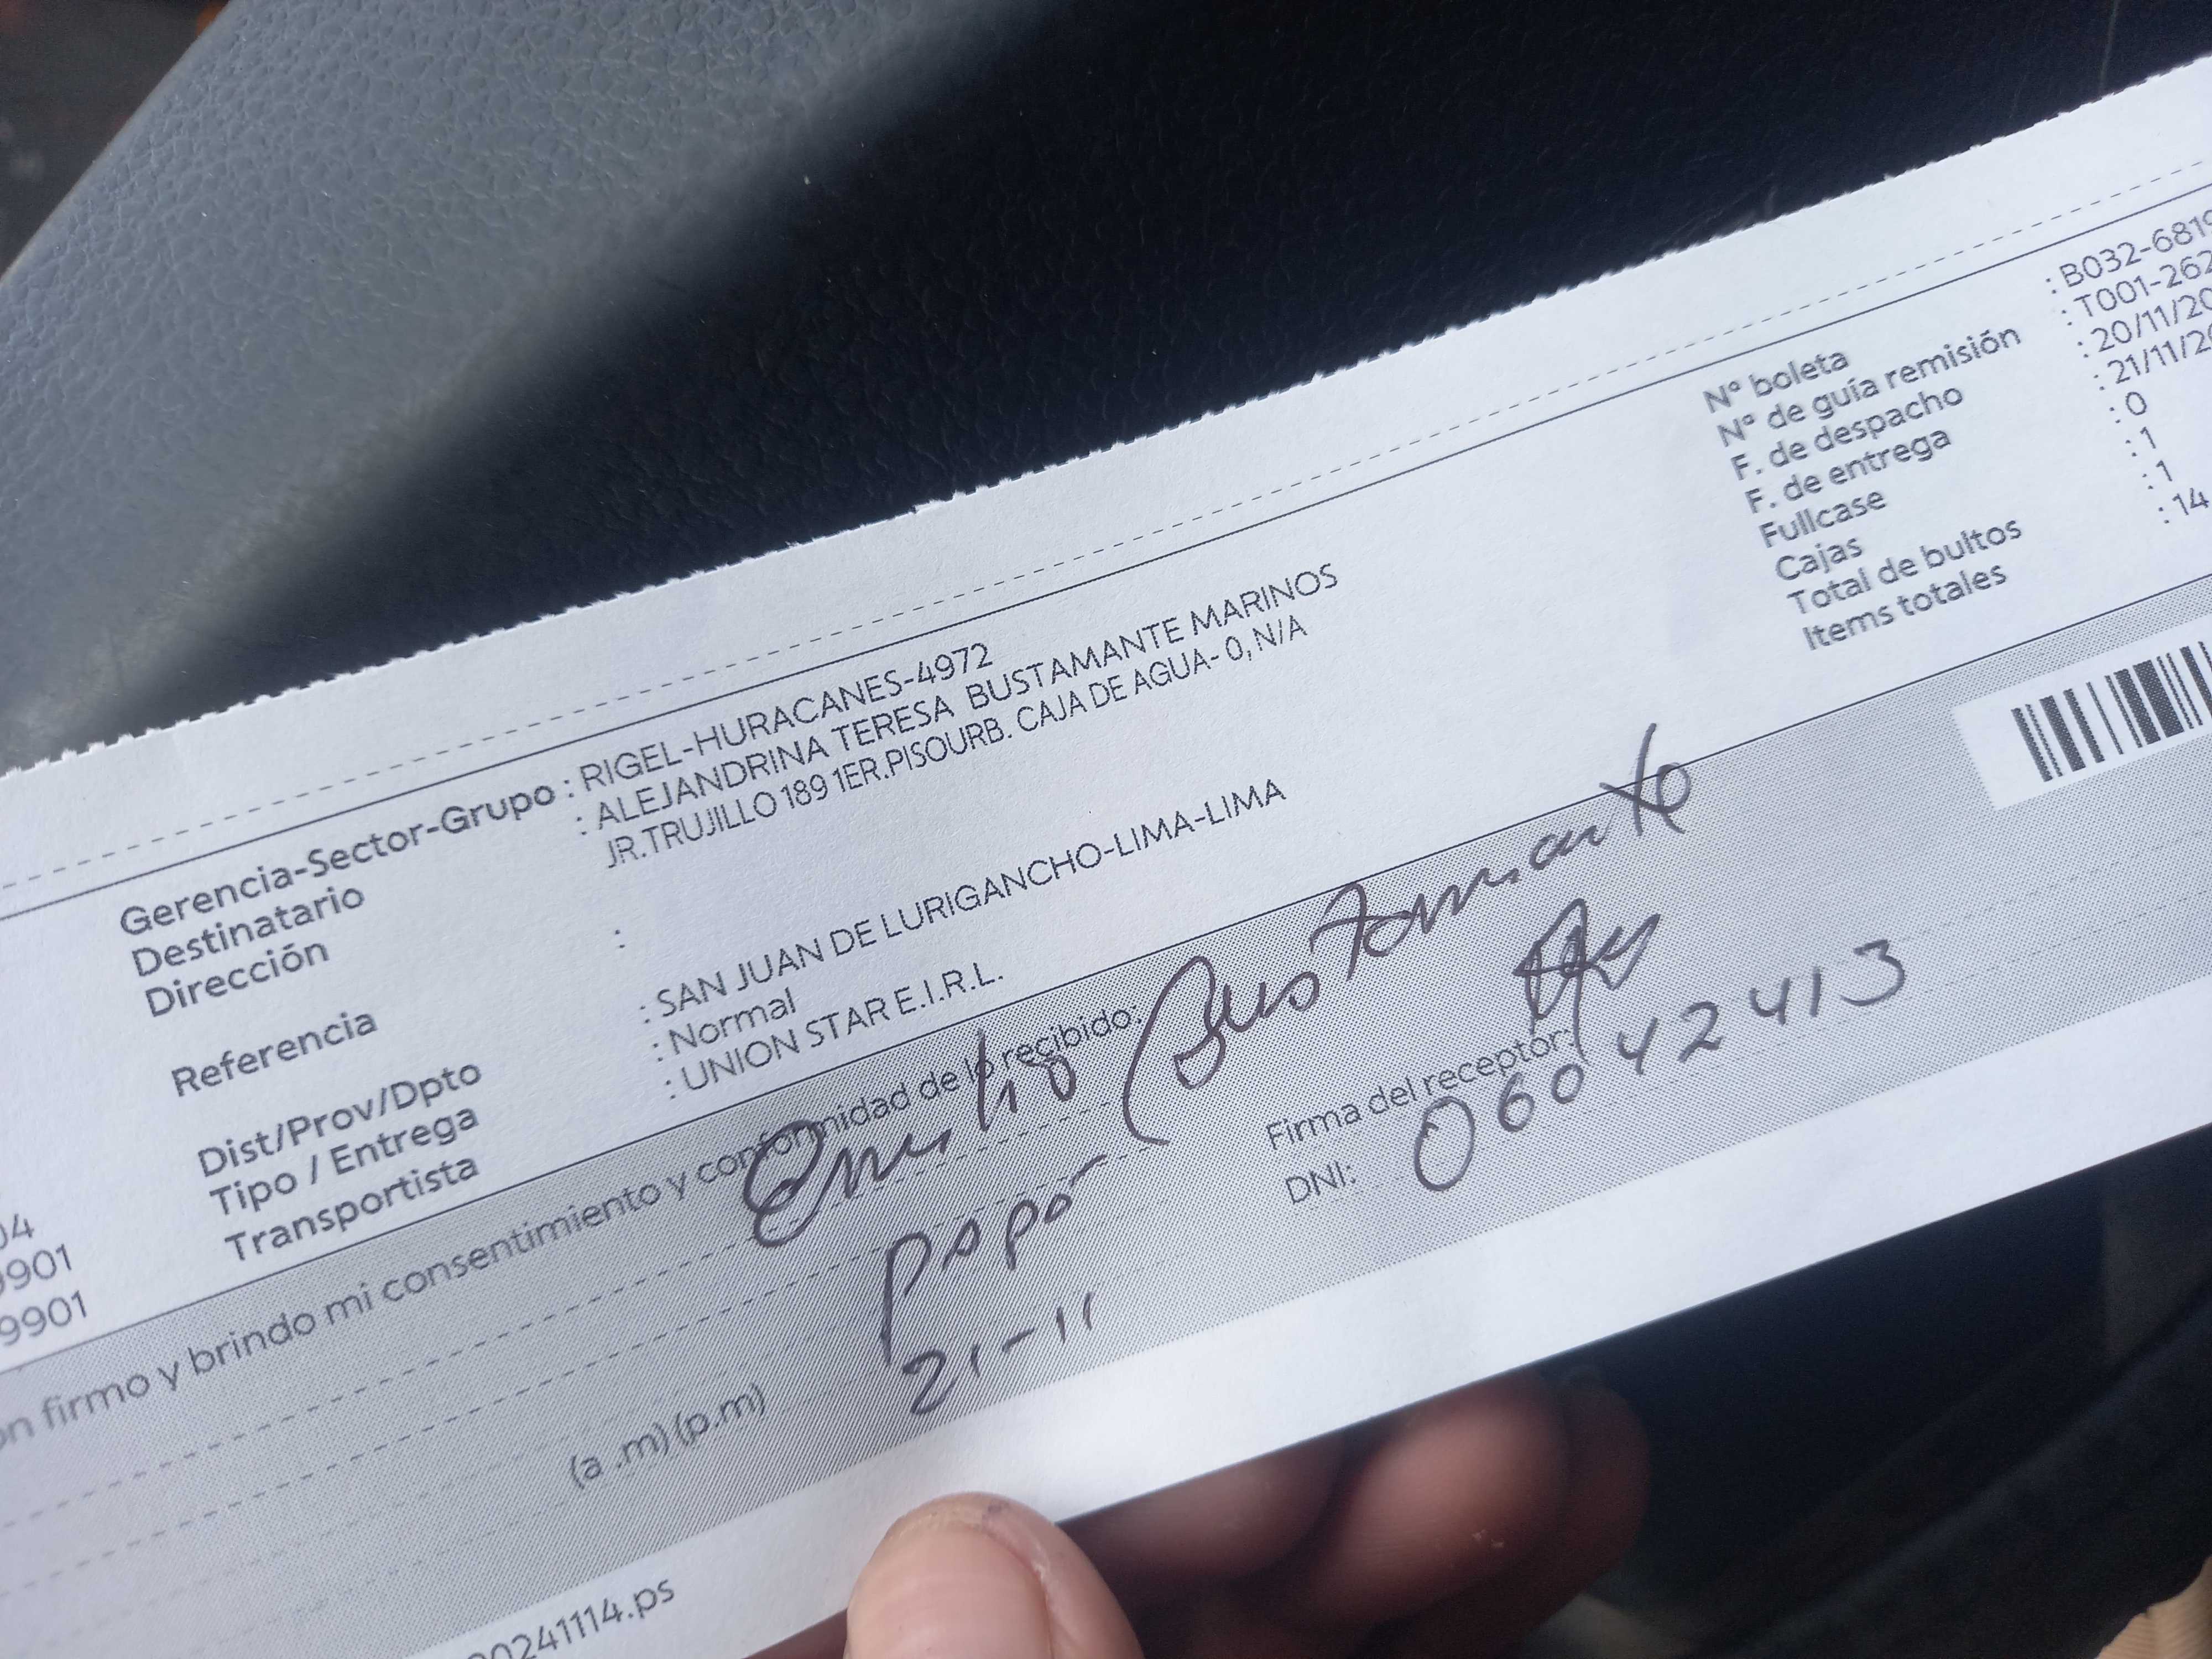 Gerencia-Sector-Grupo : RIGEL-HURACANES-4972
Destinatario : ALEJANDRINA TERESA BUSTAMANTE MARINOS
Dirección JR.TRUJILLO 189 1ER.PISOURB. CAJA DE AGUA- 0, N/A
Referencia :
Dist/Prov/Dpto : SAN JUAN DE LURIGANCHO-LIMA-LIMA
Tipo / Entrega : Normal
Transportista : UNION STAR E.I.R.L.
N° boleta : B032-6819
N° de guía remisión : T001-262
F. de despacho : 20/11/20
F. de entrega : 21/11/20
Fullcase : 0
Cajas : 1
Total de bultos : 1
Items totales : 14
04
9901
9901
on firmo y brindo mi consentimiento y conformidad de lo recibido:
Emilio Bustamante
papá
21-11
(a .m) (p.m)
Firma del receptor:
DNI: 06042413
00241114.ps